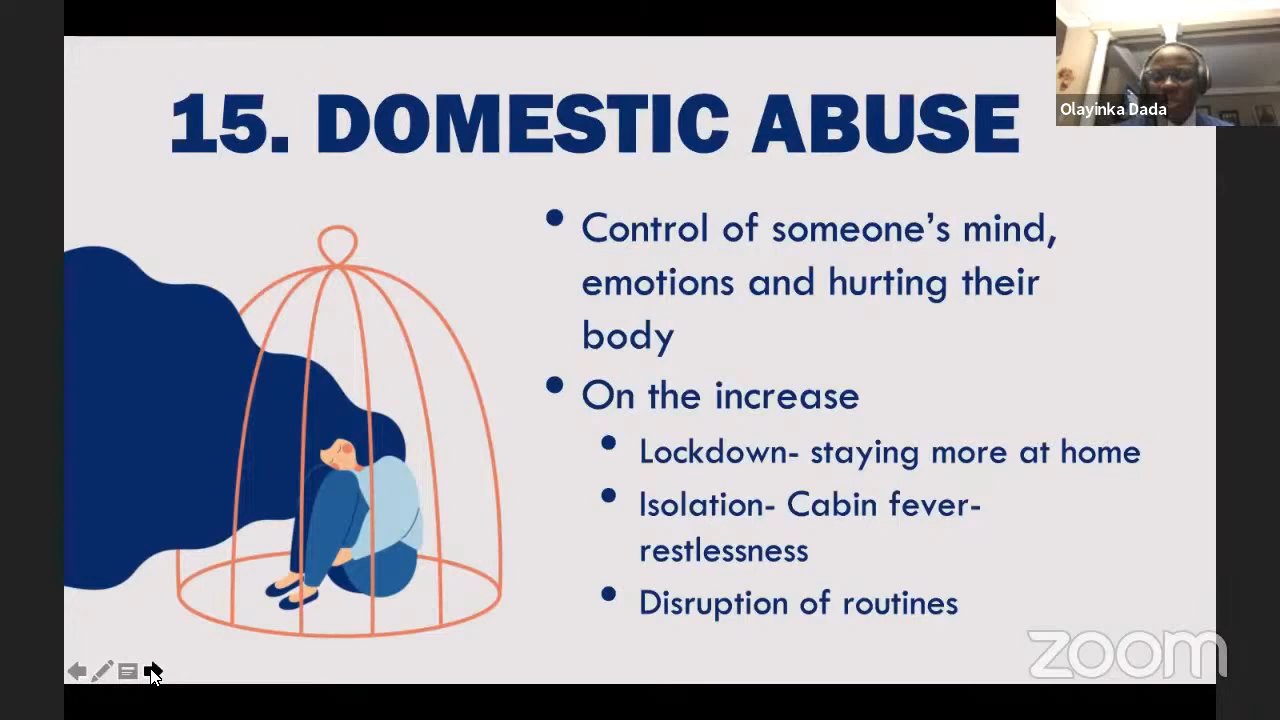 15. DOMESTIC ABUSE
Olayinka Dada
• Control of someone’s mind,
emotions and hurting their
body
• On the increase
• Lockdown- staying more at home
• Isolation- Cabin fever-
restlessness
• Disruption of routines
zoom